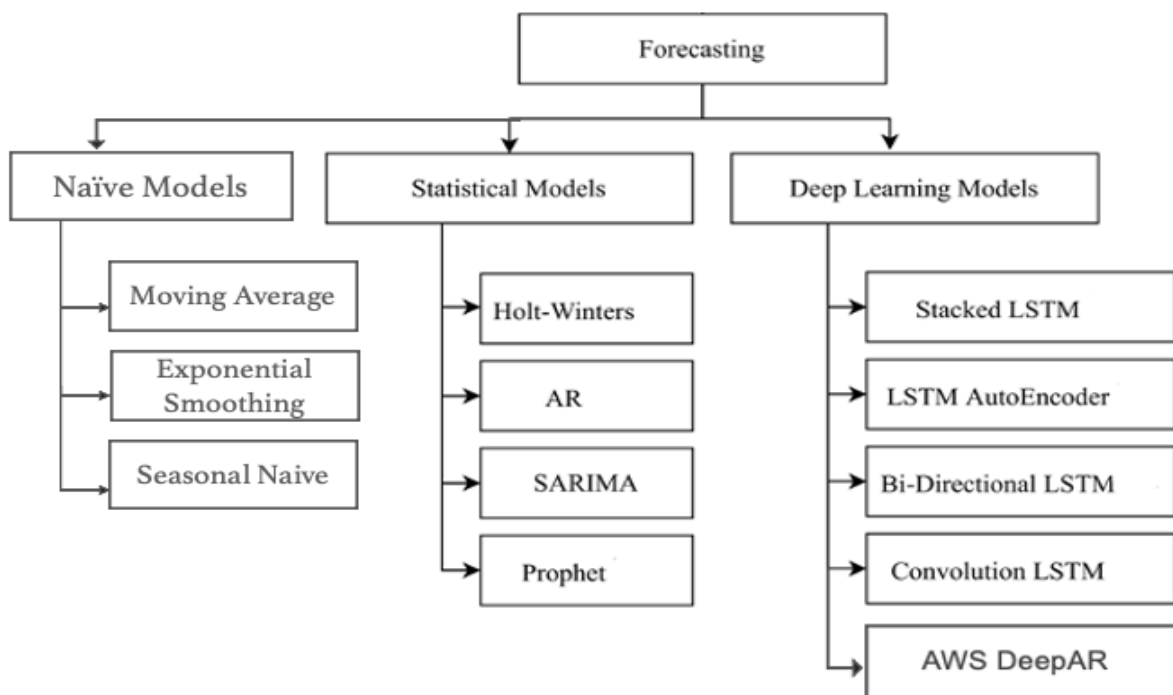 Forecasting
Naïve Models
Statistical Models
Deep Learning Models
Moving Average
Exponential
Smoothing
Seasonal Naive
Holt-Winters
AR
SARIMA
Prophet
Stacked LSTM
LSTM AutoEncoder
Bi-Directional LSTM
Convolution LSTM
AWS DeepAR